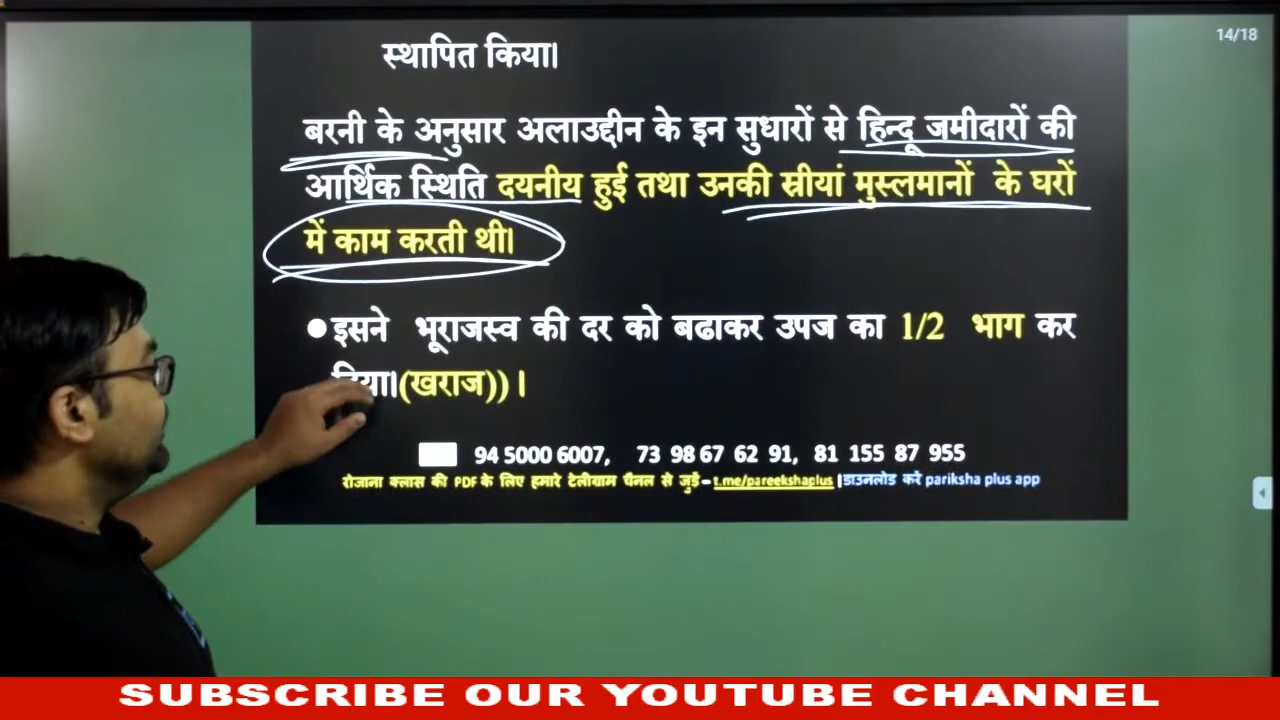 14/18
स्थापित किया।
बरनी के अनुसार अलाउद्दीन के इन सुधारों से हिन्दू जमीदारों की
आर्थिक स्थिति दयनीय हुई तथा उनकी स्रीयां मुस्लमानों के घरों
में काम करती थी।
●इसने भूराजस्व की दर को बढाकर उपज का 1/2 भाग कर
(खराज))।
94 5000 6007, 73 98 67 62 91, 81 155 87 955
रोजाना क्लास की PDF के लिए हमारे टेलीग्राम चैनल से जुड़ें – t.me/pareekshaplus |डाउनलोड करें pariksha plus app
SUBSCRIBE OUR YOUTUBE CHANNEL